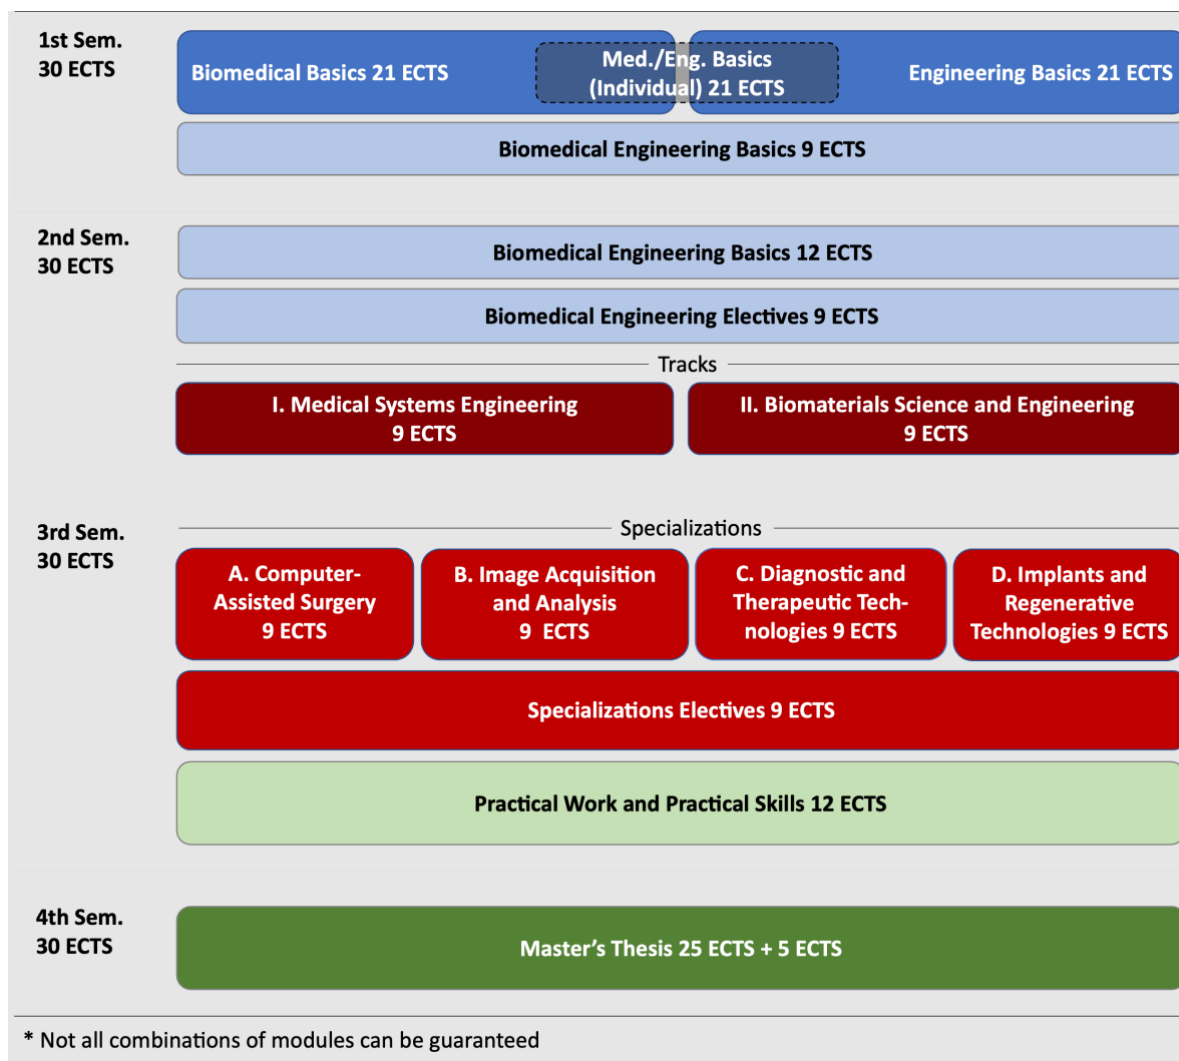 1st Sem.
30 ECTS
Biomedical Basics 21 ECTS
Med./Eng. Basics
(Individual) 21 ECTS
Engineering Basics 21 ECTS
Biomedical Engineering Basics 9 ECTS
2nd Sem.
30 ECTS
Biomedical Engineering Basics 12 ECTS
Biomedical Engineering Electives 9 ECTS
Tracks
I. Medical Systems Engineering
9 ECTS
II. Biomaterials Science and Engineering
9 ECTS
3rd Sem.
30 ECTS
Specializations
A. Computer-
Assisted Surgery
9 ECTS
B. Image Acquisition
and Analysis
9 ECTS
C. Diagnostic and
Therapeutic Tech-
nologies 9 ECTS
D. Implants and
Regenerative
Technologies 9 ECTS
Specializations Electives 9 ECTS
Practical Work and Practical Skills 12 ECTS
4th Sem.
30 ECTS
Master’s Thesis 25 ECTS + 5 ECTS
* Not all combinations of modules can be guaranteed